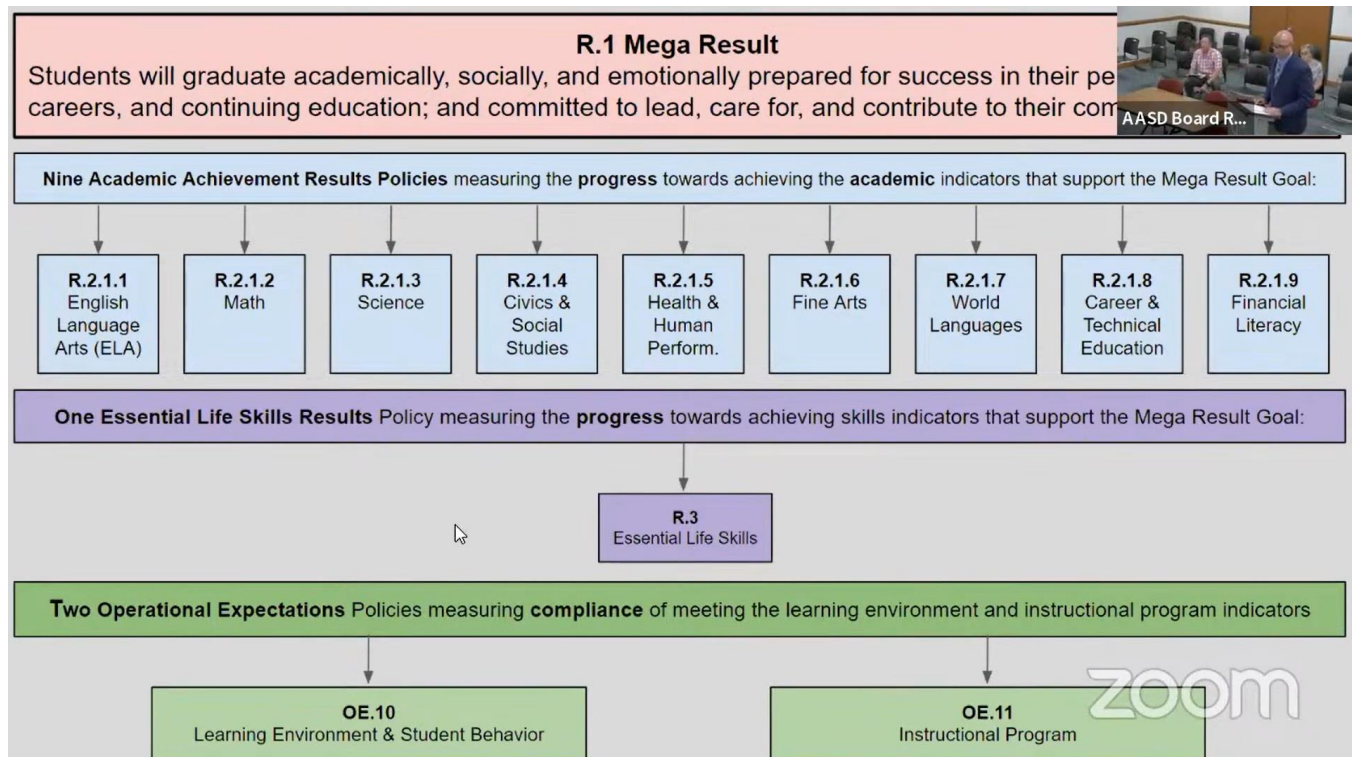 R.1 Mega Result
Students will graduate academically, socially, and emotionally prepared for success in their pe
careers, and continuing education; and committed to lead, care for, and contribute to their com
AASD Board R...
Nine Academic Achievement Results Policies measuring the progress towards achieving the academic indicators that support the Mega Result Goal:
R.2.1.1
English
Language
Arts (ELA)
R.2.1.2
Math
R.2.1.3
Science
R.2.1.4
Civics &
Social
Studies
R.2.1.5
Health &
Human
Perform.
R.2.1.6
Fine Arts
R.2.1.7
World
Languages
R.2.1.8
Career &
Technical
Education
R.2.1.9
Financial
Literacy
One Essential Life Skills Results Policy measuring the progress towards achieving skills indicators that support the Mega Result Goal:
R.3
Essential Life Skills
Two Operational Expectations Policies measuring compliance of meeting the learning environment and instructional program indicators
OE.10
Learning Environment & Student Behavior
OE.11
Instructional Program
zoom